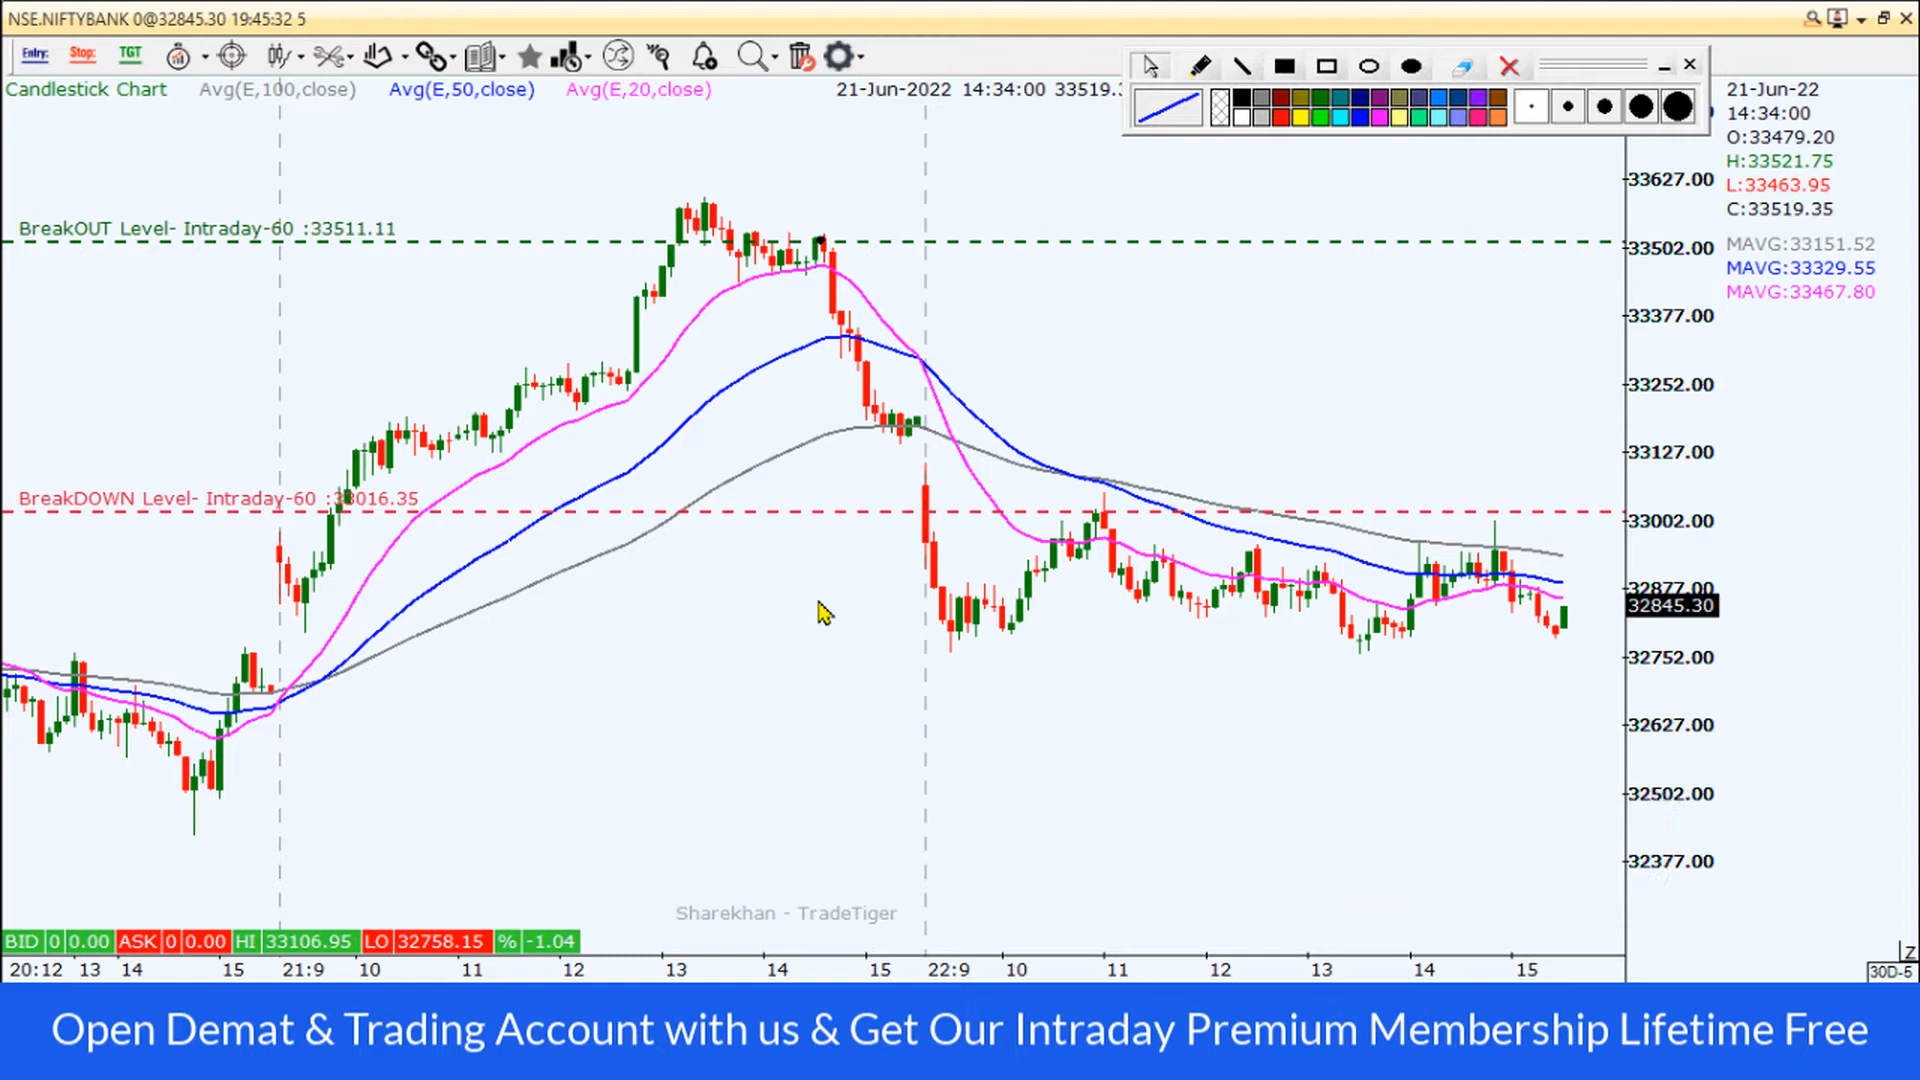 NSE.NIFTYBANK 0@32845.30 19:45:32 5
Entry: Stop: TGT
Candlestick Chart Avg(E,100,close) Avg(E,50,close) Avg(E,20,close) 21-Jun-2022 14:34:00 33519.
21-Jun-22
14:34:00
O:33479.20
H:33521.75
L:33463.95
C:33519.35
MAVG:33151.52
MAVG:33329.55
MAVG:33467.80
BreakOUT Level- Intraday-60 :33511.11
BreakDOWN Level- Intraday-60 :33016.35
33627.00
33502.00
33377.00
33252.00
33127.00
33002.00
32877.00
32845.30
32752.00
32627.00
32502.00
32377.00
Sharekhan - TradeTiger
BID 0 0.00 ASK 0 0.00 HI 33106.95 LO 32758.15 % -1.04
Z
20:12 13 14 15 21:9 10 11 12 13 14 15 22:9 10 11 12 13 14 15 30D-5
Open Demat & Trading Account with us & Get Our Intraday Premium Membership Lifetime Free